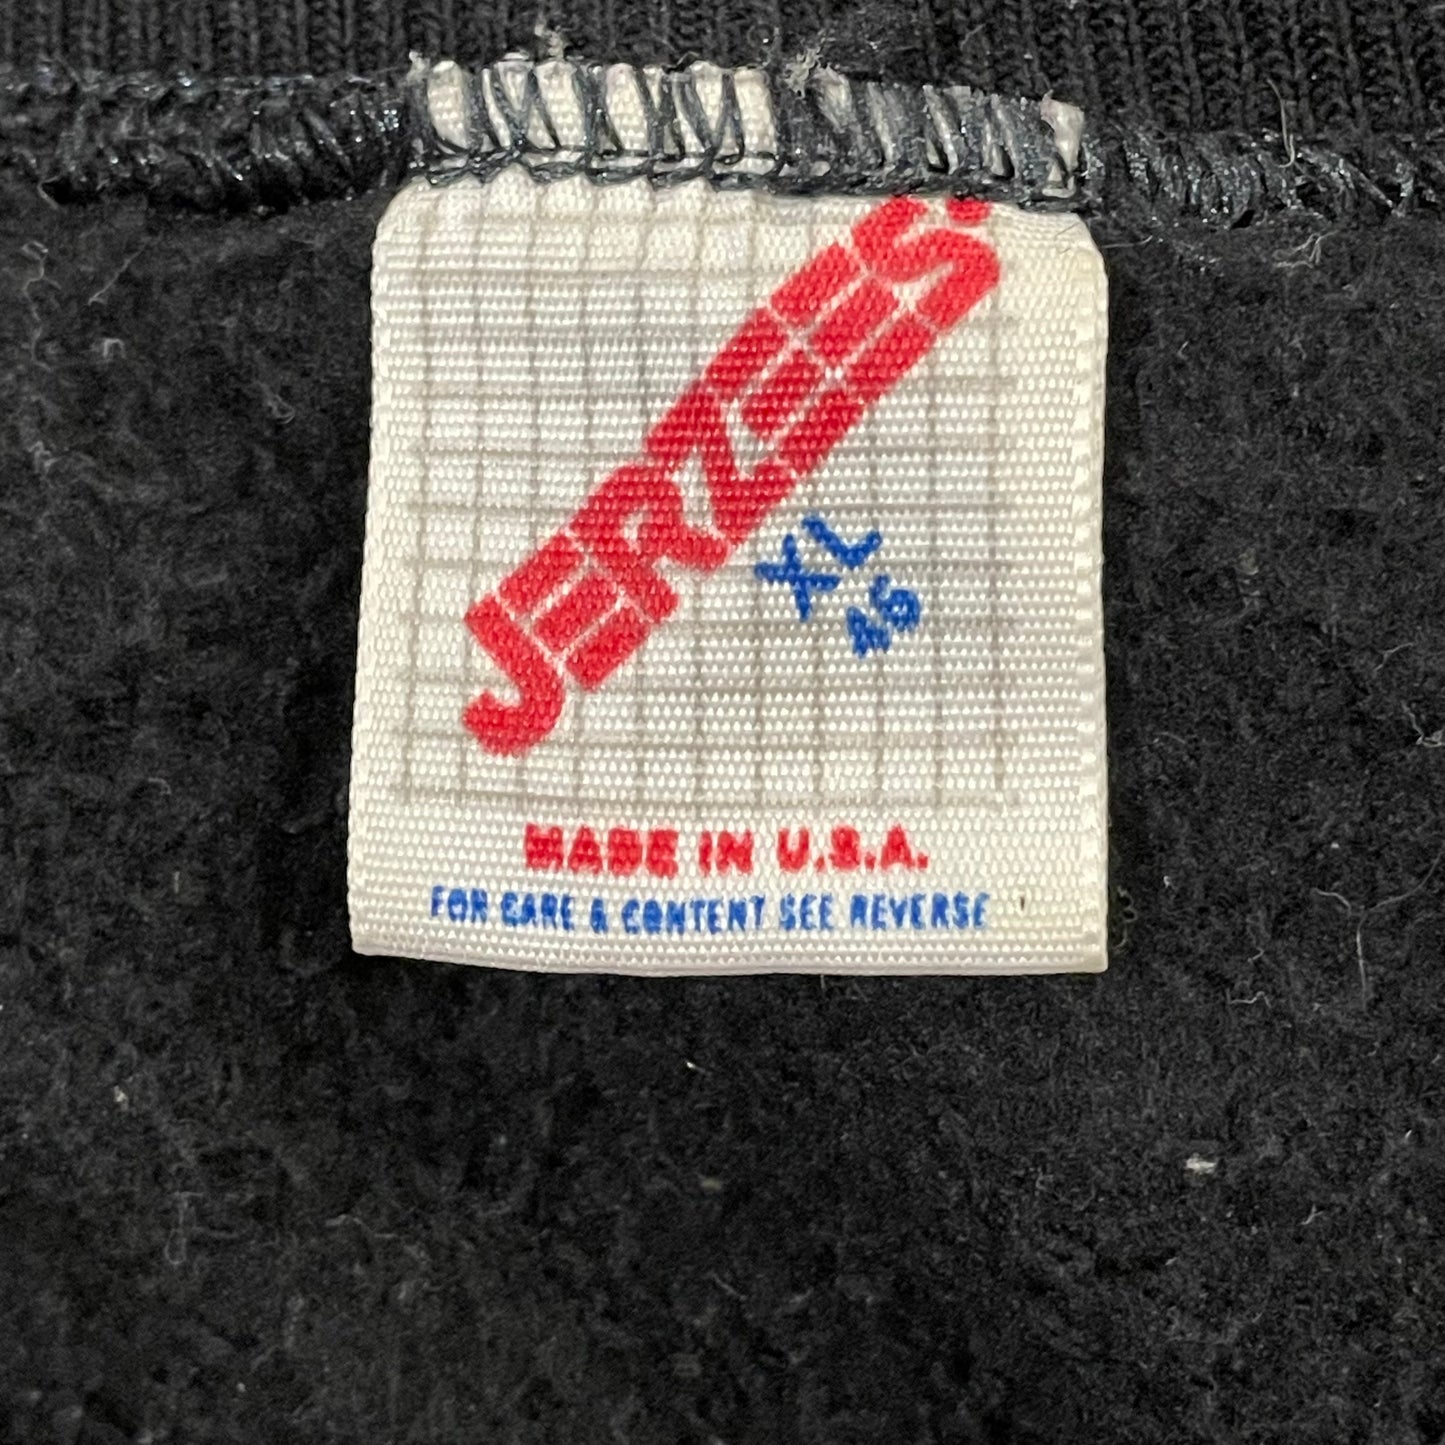 JERZEES.
XL
46
MADE IN U.S.A.
FOR CARE & CONTENT SEE REVERSE